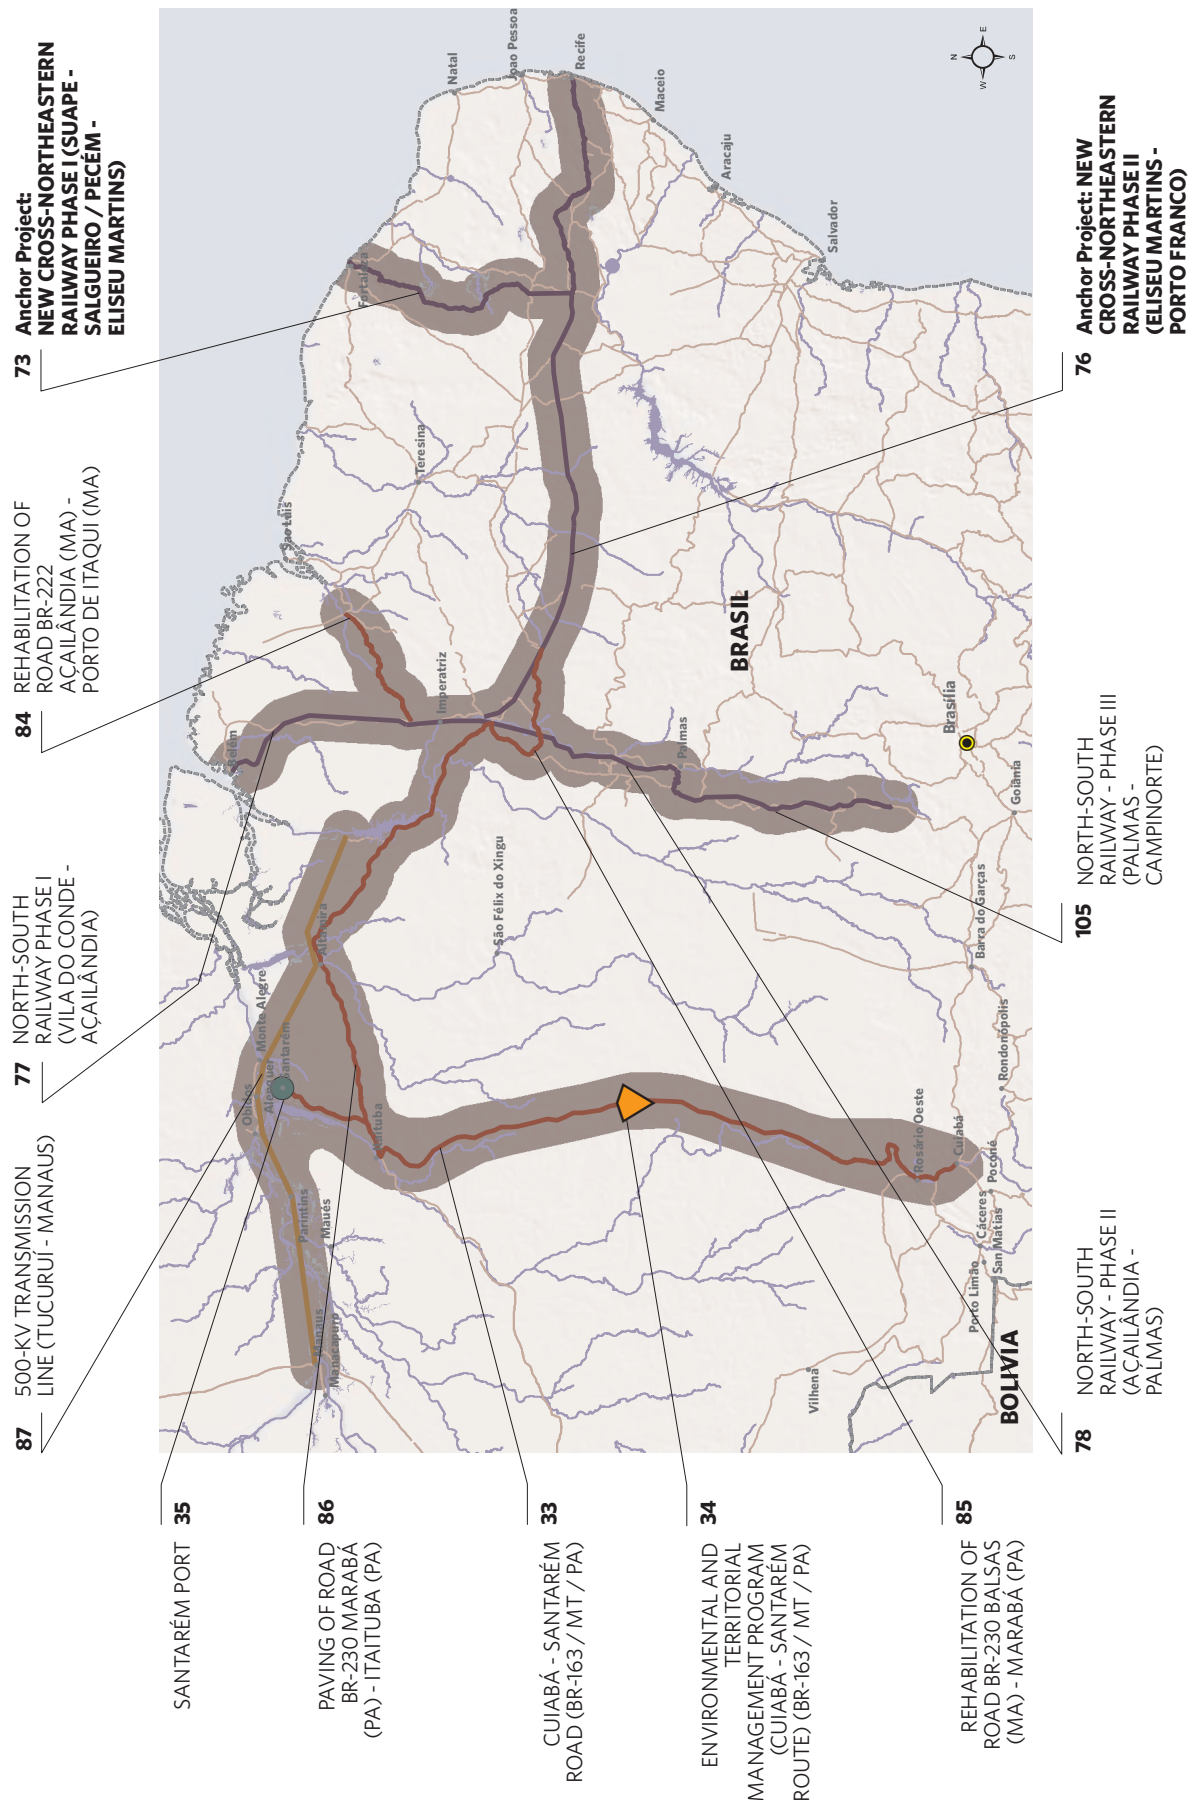 87
500-KV TRANSMISSION
LINE (TUCURUÍ - MANAUS)
77
NORTH-SOUTH
RAILWAY PHASE I
(VILA DO CONDE -
AÇAILÂNDIA)
84
REHABILITATION OF
ROAD BR-222
AÇAILÂNDIA (MA) -
PORTO DE ITAQUI (MA)
73
Anchor Project:
NEW CROSS-NORTHEASTERN
RAILWAY PHASE I (SUAPE -
SALGUEIRO / PECÉM -
ELISEU MARTINS)
SANTARÉM PORT
35
PAVING OF ROAD
BR-230 MARABÁ
(PA) - ITAITUBA (PA)
86
CUIABÁ - SANTARÉM
ROAD (BR-163 / MT / PA)
33
ENVIRONMENTAL AND
TERRITORIAL
MANAGEMENT PROGRAM
(CUIABÁ - SANTARÉM
ROUTE) (BR-163 / MT / PA)
34
REHABILITATION OF
ROAD BR-230 BALSAS
(MA) - MARABÁ (PA)
85
Belém
Óbidos
Monte Alegre
Alenquer
Santarém
São Luís
Parintins
Altamira
Manaus
Maués
Manacapuru
Fortaleza
Itaituba
Teresina
Imperatriz
Natal
São Félix do Xingu
Joao Pessoa
Recife
Maceio
Palmas
Aracaju
BRASIL
Vilhena
Salvador
Rosário Oeste
Brasília
Cuiabá
Porto Limão
Cáceres
Poconé
San Matias
Barra do Garças
Rondonópolis
Goiânia
BOLIVIA
N
W
E
S
78
NORTH-SOUTH
RAILWAY - PHASE II
(AÇAILÂNDIA -
PALMAS)
105
NORTH-SOUTH
RAILWAY - PHASE III
(PALMAS -
CAMPINORTE)
76
Anchor Project: NEW
CROSS-NORTHEASTERN
RAILWAY PHASE II
(ELISEU MARTINS -
PORTO FRANCO)